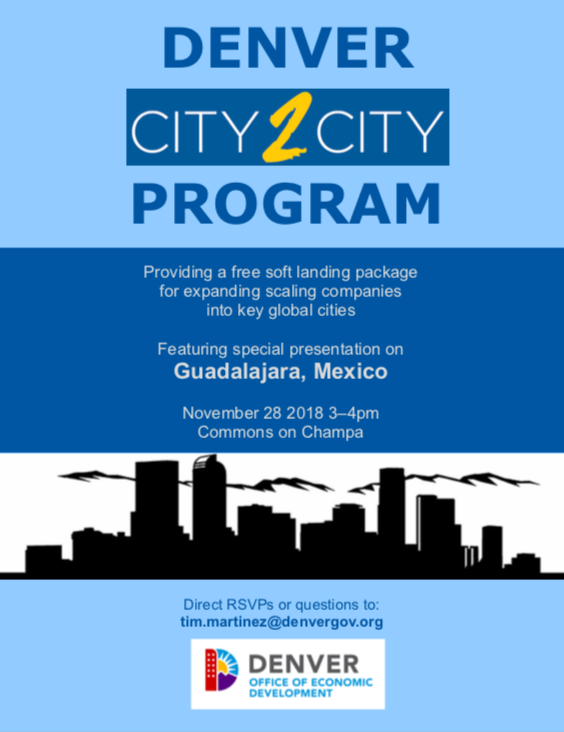 DENVER
CITY2CITY
PROGRAM
Providing a free soft landing package
for expanding scaling companies
into key global cities
Featuring special presentation on
Guadalajara, Mexico
November 28 2018 3–4pm
Commons on Champa
Direct RSVPs or questions to:
tim.martinez@denvergov.org
DENVER
OFFICE OF ECONOMIC
DEVELOPMENT